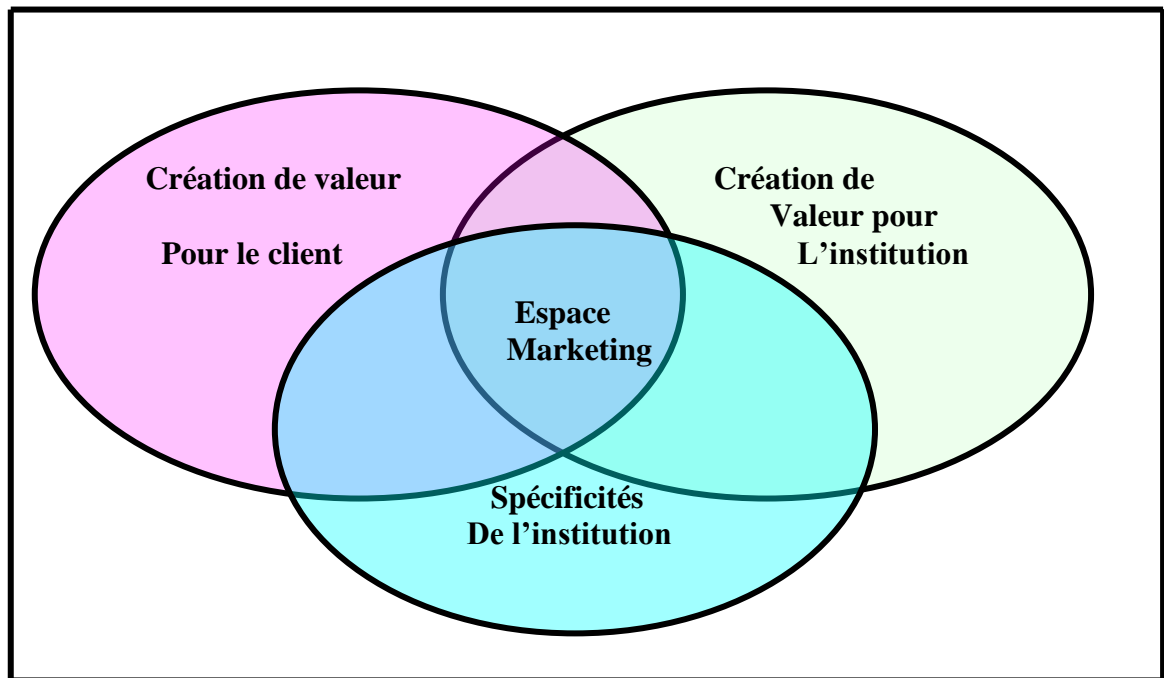 Création de valeur
Pour le client
Création de
Valeur pour
L’institution
Espace
Marketing
Spécificités
De l’institution